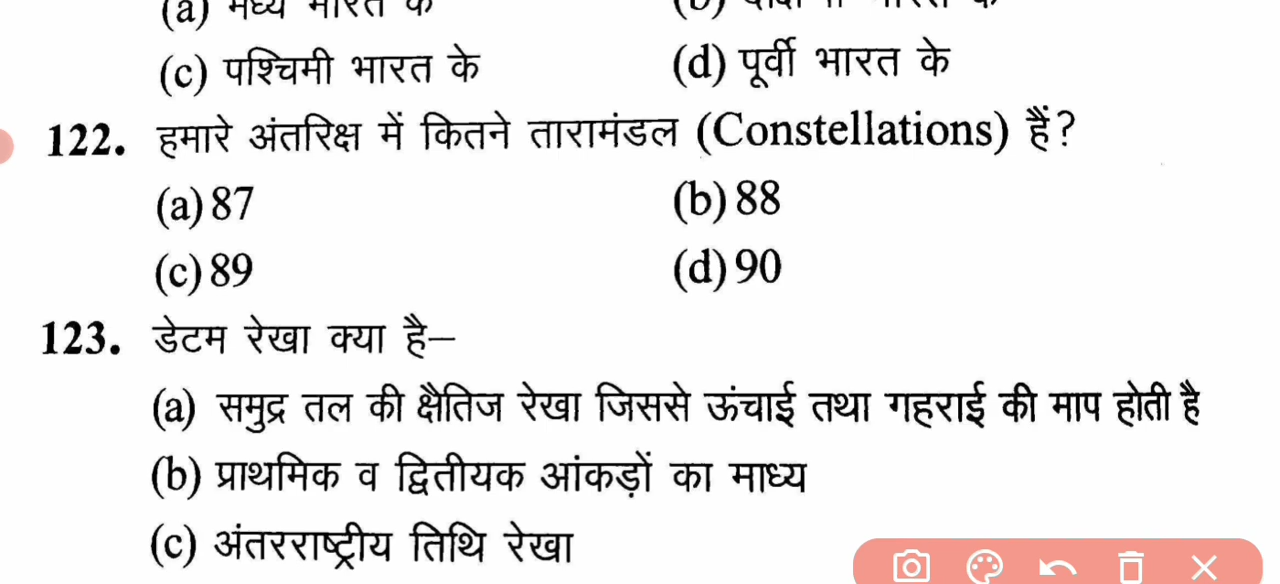 (c) पश्चिमी भारत के (d) पूर्वी भारत के
122. हमारे अंतरिक्ष में कितने तारामंडल (Constellations) हैं?
(a) 87 (b) 88
(c) 89 (d) 90
123. डेटम रेखा क्या है–
(a) समुद्र तल की क्षैतिज रेखा जिससे ऊंचाई तथा गहराई की माप होती है
(b) प्राथमिक व द्वितीयक आंकड़ों का माध्य
(c) अंतरराष्ट्रीय तिथि रेखा